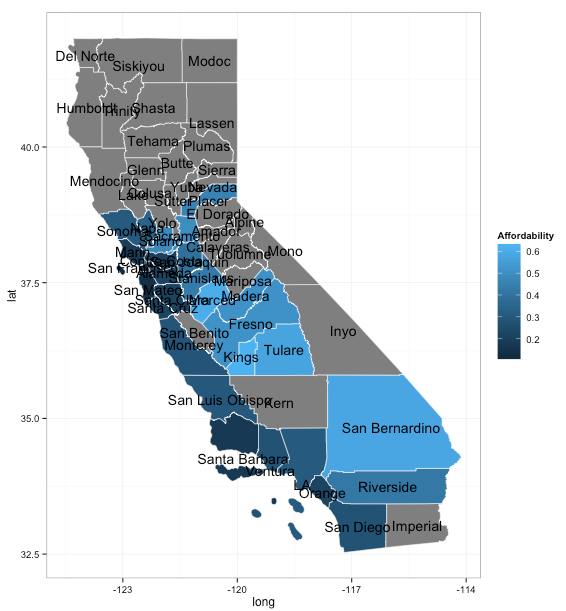 Del Norte
Siskiyou
Modoc
Humboldt
Trinity
Shasta
Lassen
Tehama
Plumas
Butte
Glenn
Sierra
Mendocino
Lake
Colusa
Yuba
Nevada
Sutter
Placer
El Dorado
Yolo
Alpine
Sonoma
Napa
Sacramento
Amador
Solano
Calaveras
Marin
Tuolumne
Mono
Contra Costa
San Joaquin
San Francisco
Alameda
Stanislaus
Mariposa
San Mateo
Santa Clara
Merced
Madera
Santa Cruz
Fresno
San Benito
Inyo
Monterey
Kings
Tulare
San Luis Obispo
Kern
San Bernardino
Santa Barbara
Ventura
LA
Orange
Riverside
San Diego
Imperial
40.0
37.5
35.0
32.5
lat
-123
-120
-117
-114
long
Affordability
0.6
0.5
0.4
0.3
0.2